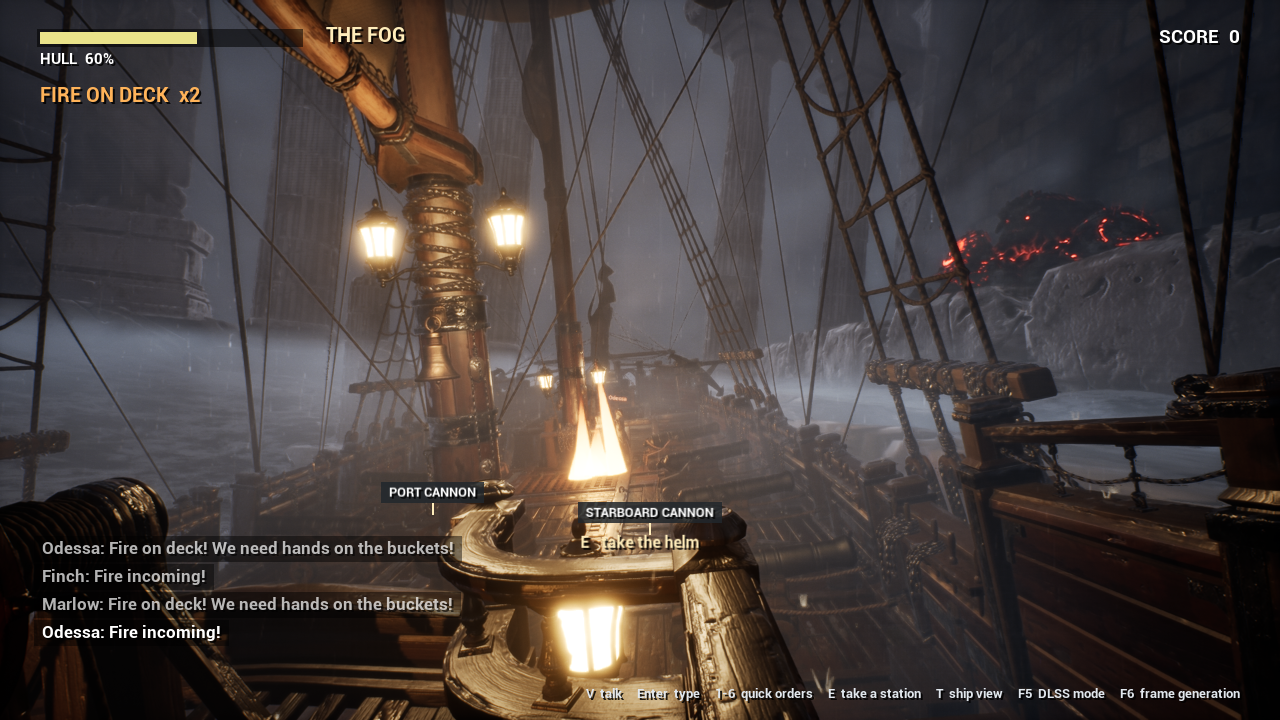 THE FOG
SCORE 0
HULL 60%
FIRE ON DECK x2
Odessa
PORT CANNON
STARBOARD CANNON
E take the helm
Odessa: Fire on deck! We need hands on the buckets!
Finch: Fire incoming!
Marlow: Fire on deck! We need hands on the buckets!
Odessa: Fire incoming!
V talk Enter type 1-6 quick orders E take a station T ship view F5 DLSS mode F6 frame generation